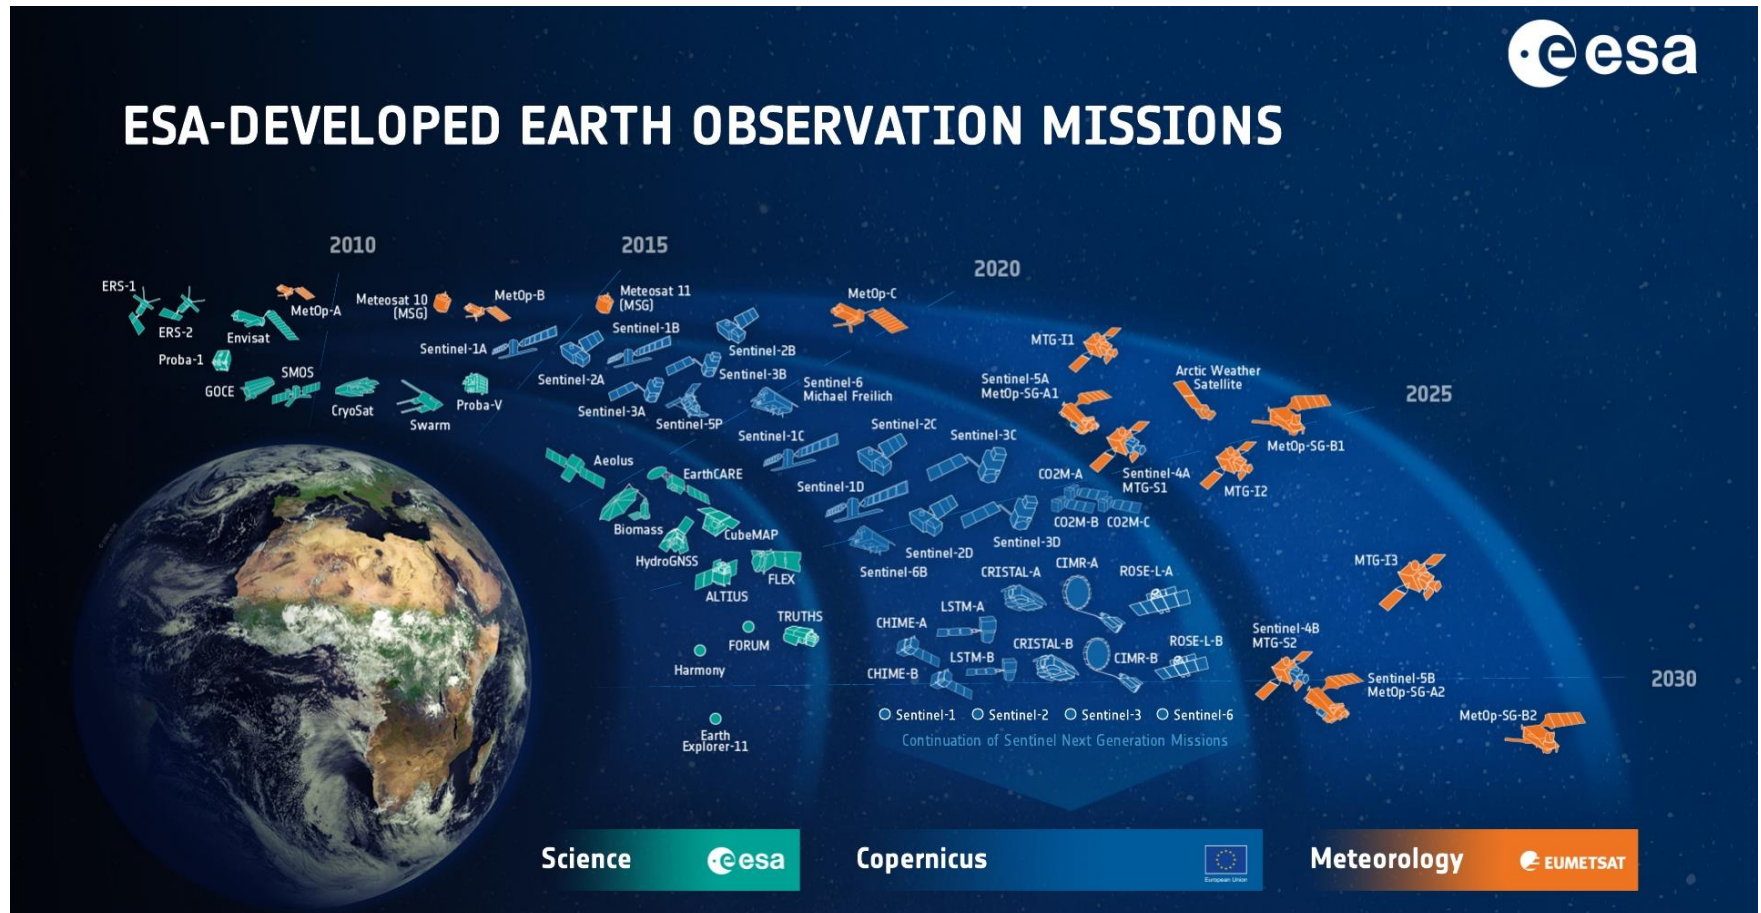 esa
ESA-DEVELOPED EARTH OBSERVATION MISSIONS
2010
2015
2020
2025
2030
ERS-1
ERS-2
Envisat
MetOp-A
Proba-1
GOCE
SMOS
CryoSat
Swarm
Proba-V
Meteosat 10
(MSG)
MetOp-B
Meteosat 11
(MSG)
MetOp-C
Sentinel-1A
Sentinel-1B
Sentinel-2A
Sentinel-2B
Sentinel-3A
Sentinel-3B
Sentinel-5P
Sentinel-6
Michael Freilich
Sentinel-1C
Sentinel-2C
Sentinel-3C
Sentinel-1D
Sentinel-2D
Sentinel-3D
Sentinel-6B
MTG-I1
Sentinel-5A
MetOp-SG-A1
Arctic Weather
Satellite
MetOp-SG-B1
Sentinel-4A
MTG-S1
MTG-I2
CO2M-A
CO2M-B
CO2M-C
Aeolus
EarthCARE
Biomass
CubeMAP
HydroGNSS
FLEX
ALTIUS
TRUTHS
FORUM
Harmony
Earth
Explorer-11
CRISTAL-A
CIMR-A
ROSE-L-A
LSTM-A
CHIME-A
CRISTAL-B
CIMR-B
ROSE-L-B
LSTM-B
CHIME-B
MTG-I3
Sentinel-4B
MTG-S2
Sentinel-5B
MetOp-SG-A2
MetOp-SG-B2
Sentinel-1
Sentinel-2
Sentinel-3
Sentinel-6
Continuation of Sentinel Next Generation Missions
Science
esa
Copernicus
European Union
Meteorology
EUMETSAT